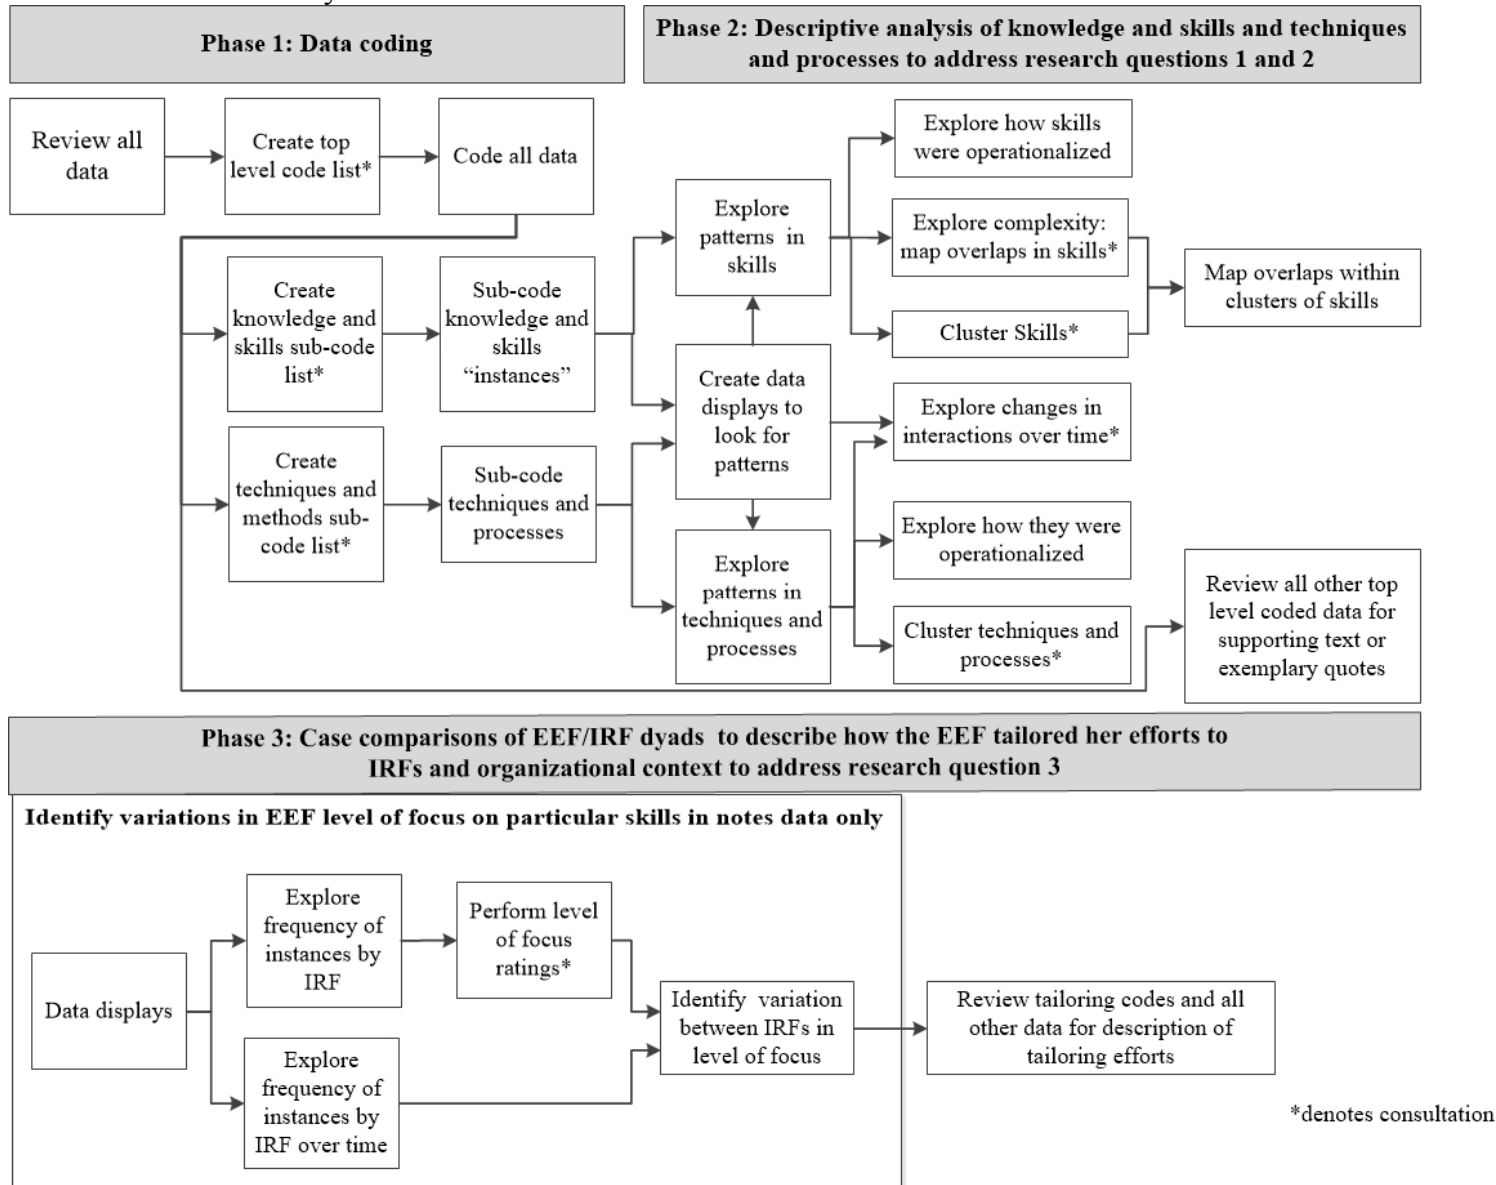 Phase 1: Data coding
Phase 2: Descriptive analysis of knowledge and skills and techniques
and processes to address research questions 1 and 2
Review all
data
Create top
level code list*
Code all data
Create
knowledge and
skills sub-code
list*
Sub-code
knowledge and
skills
“instances”
Create
techniques and
methods sub-
code list*
Sub-code
techniques and
processes
Explore
patterns in
skills
Create data
displays to
look for
patterns
Explore
patterns in
techniques and
processes
Explore how skills
were operationalized
Explore complexity:
map overlaps in skills*
Cluster Skills*
Map overlaps within
clusters of skills
Explore changes in
interactions over time*
Explore how they were
operationalized
Cluster techniques and
processes*
Review all other top
level coded data for
supporting text or
exemplary quotes
Phase 3: Case comparisons of EEF/IRF dyads to describe how the EEF tailored her efforts to
IRFs and organizational context to address research question 3
Identify variations in EEF level of focus on particular skills in notes data only
Data displays
Explore
frequency of
instances by
IRF
Perform level
of focus
ratings*
Explore
frequency of
instances by
IRF over time
Identify variation
between IRFs in
level of focus
Review tailoring codes and all
other data for description of
tailoring efforts
*denotes consultation